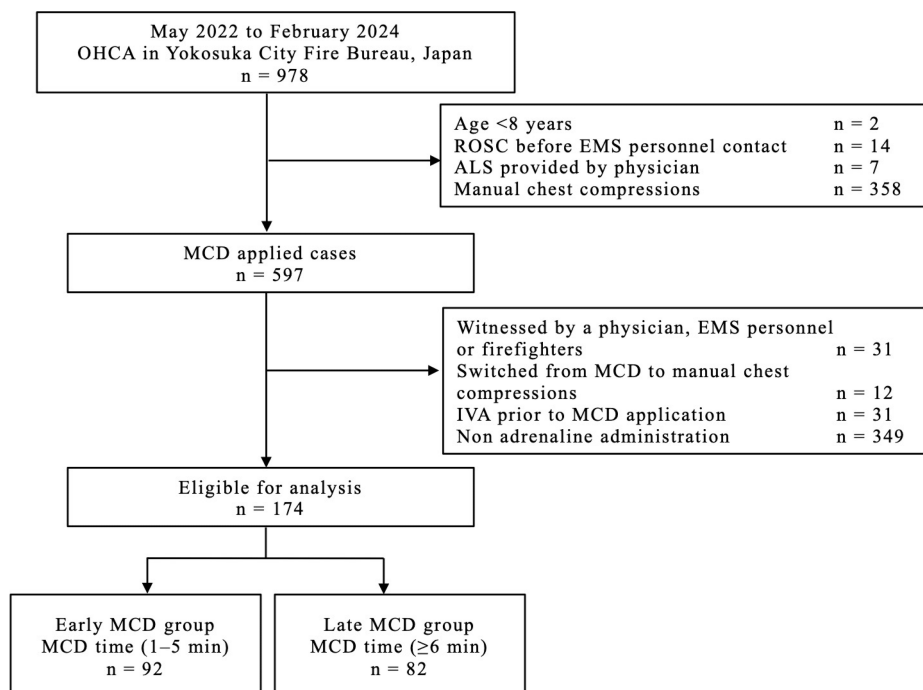 May 2022 to February 2024
OHCA in Yokosuka City Fire Bureau, Japan
n = 978
Age <8 years n = 2
ROSC before EMS personnel contact n = 14
ALS provided by physician n = 7
Manual chest compressions n = 358
MCD applied cases
n = 597
Witnessed by a physician, EMS personnel
or firefighters n = 31
Switched from MCD to manual chest
compressions n = 12
IVA prior to MCD application n = 31
Non adrenaline administration n = 349
Eligible for analysis
n = 174
Early MCD group
MCD time (1–5 min)
n = 92
Late MCD group
MCD time (≥6 min)
n = 82